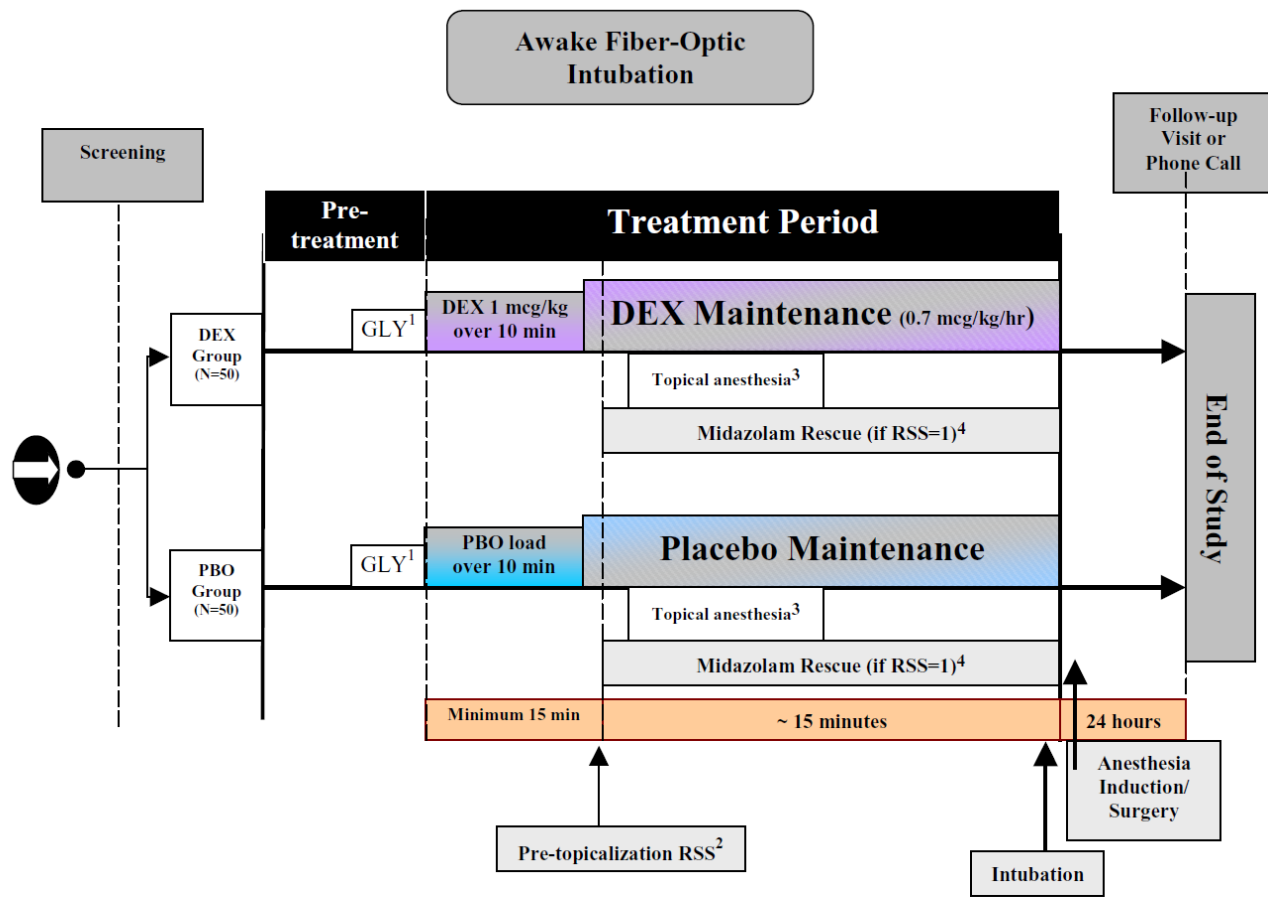 Awake Fiber-Optic
Intubation
Screening
Follow-up
Visit or
Phone Call
Pre-
treatment
Treatment Period
DEX
Group
(N=50)
GLY¹
DEX 1 mcg/kg
over 10 min
DEX Maintenance (0.7 mcg/kg/hr)
Topical anesthesia³
Midazolam Rescue (if RSS=1)⁴
End of Study
PBO
Group
(N=50)
GLY¹
PBO load
over 10 min
Placebo Maintenance
Topical anesthesia³
Midazolam Rescue (if RSS=1)⁴
Minimum 15 min
~ 15 minutes
24 hours
Anesthesia
Induction/
Surgery
Pre-topicalization RSS²
Intubation